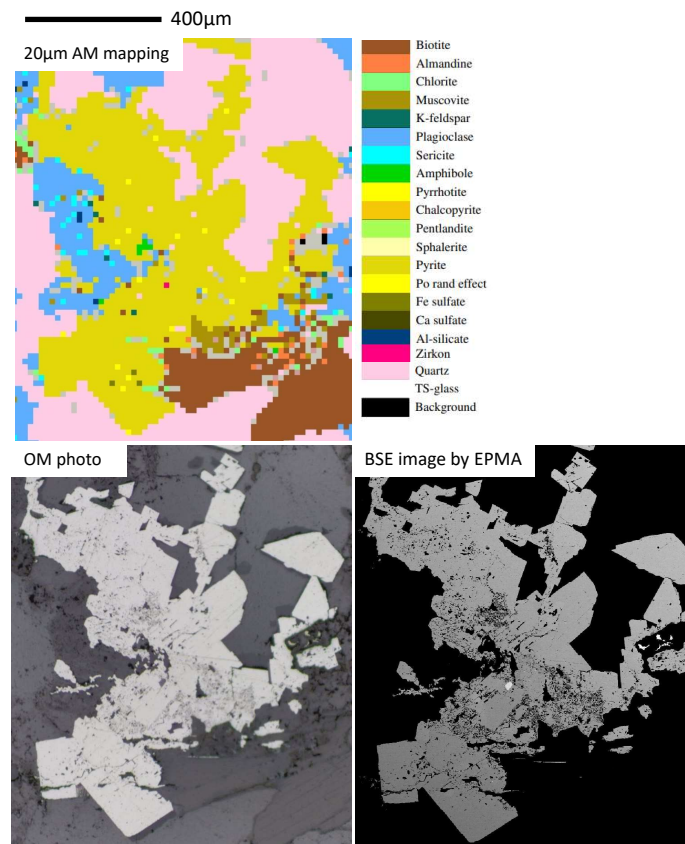 400µm
20µm AM mapping
Biotite
Almandine
Chlorite
Muscovite
K-feldspar
Plagioclase
Sericite
Amphibole
Pyrrhotite
Chalcopyrite
Pentlandite
Sphalerite
Pyrite
Po rand effect
Fe sulfate
Ca sulfate
Al-silicate
Zirkon
Quartz
TS-glass
Background
OM photo
BSE image by EPMA